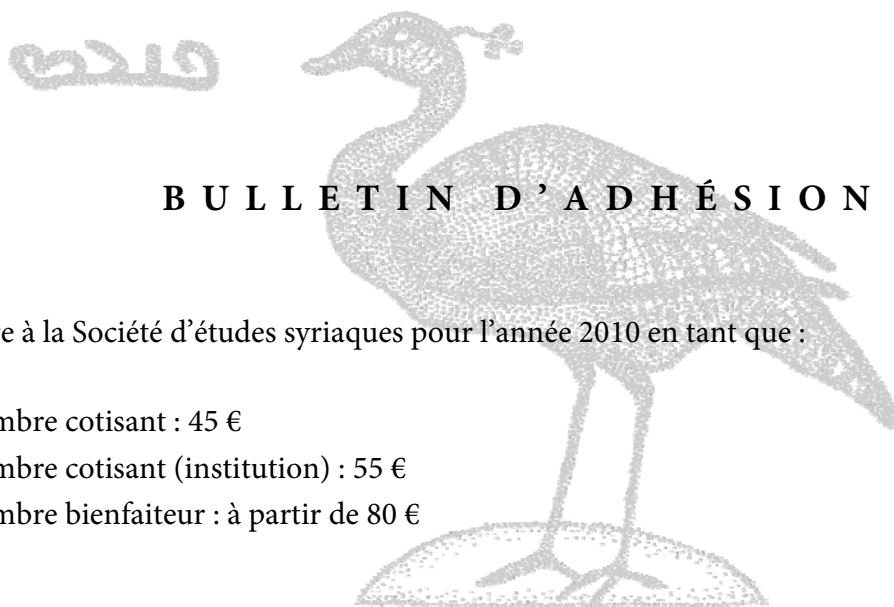 BULLETIN D'ADHÉSION
re à la Société d'études syriaques pour l'année 2010 en tant que :
mbre cotisant : 45 €
mbre cotisant (institution) : 55 €
mbre bienfaiteur : à partir de 80 €